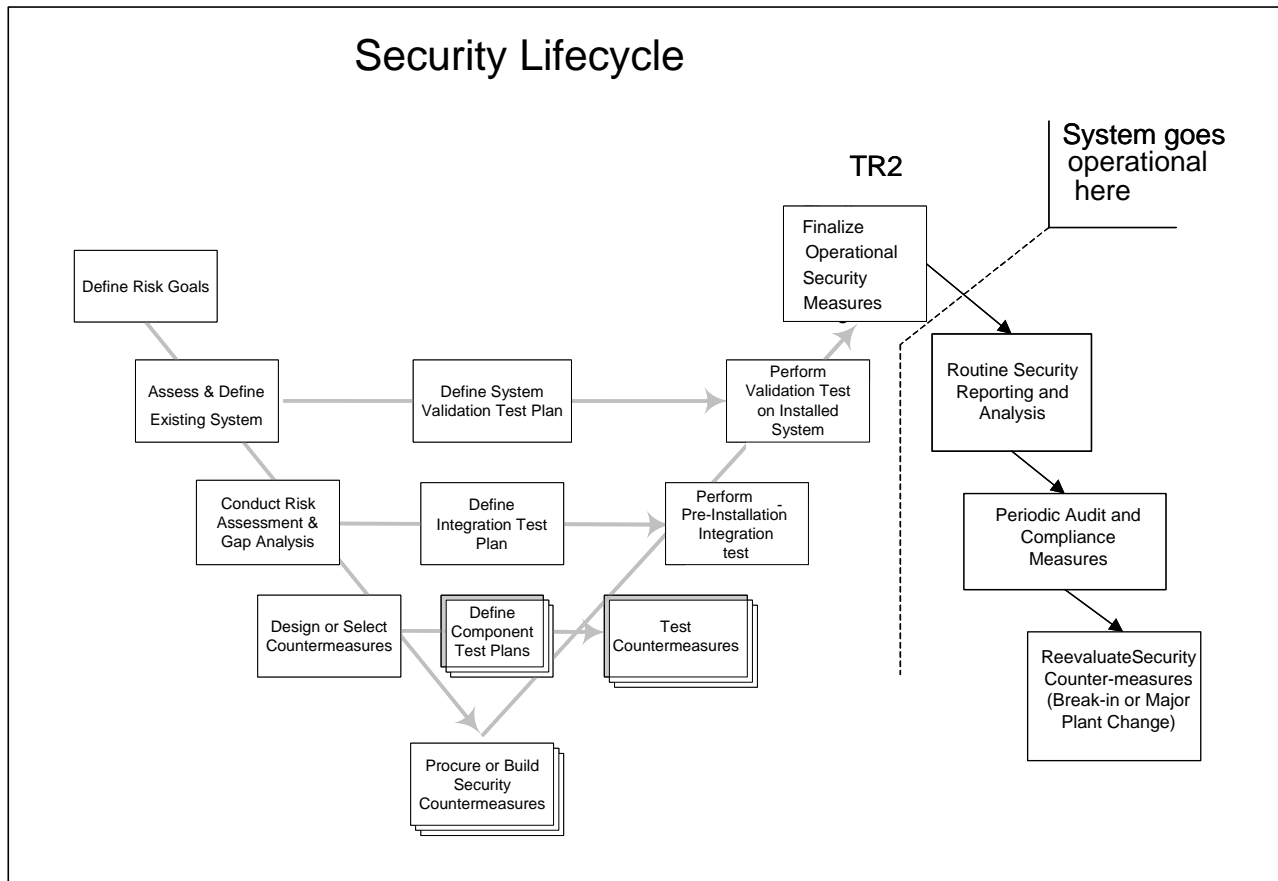 Security Lifecycle
System goes
operational
here
TR2
Finalize
Operational
Security
Measures
Define Risk Goals
Assess & Define
Existing System
Define System
Validation Test Plan
Perform
Validation Test
on Installed
System
Routine Security
Reporting and
Analysis
Conduct Risk
Assessment &
Gap Analysis
Define
Integration Test
Plan
Perform
Pre-Installation-
Integration
test
Periodic Audit and
Compliance
Measures
Design or Select
Countermeasures
Define
Component
Test Plans
Test
Countermeasures
ReevaluateSecurity
Counter-measures
(Break-in or Major
Plant Change)
Procure or Build
Security
Countermeasures